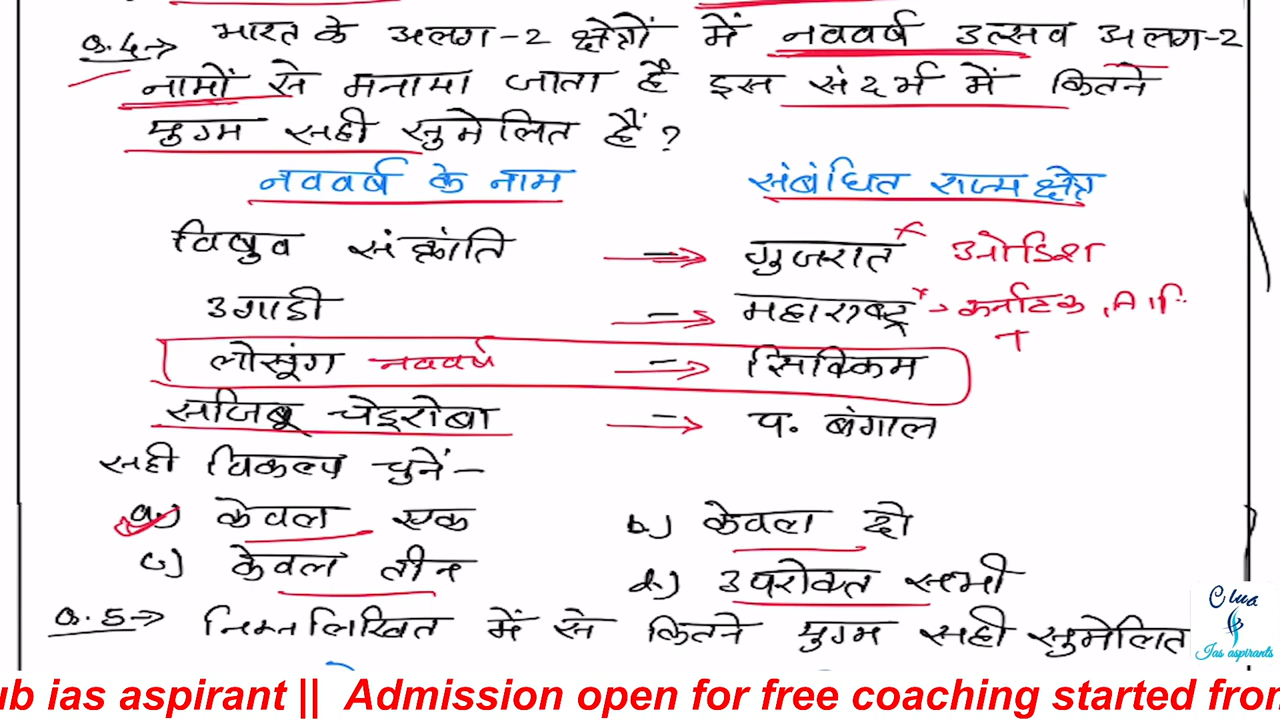 Q.4→ भारत के अलग-2 क्षेत्रों में नववर्ष उत्सव अलग-2
नामों से मनाया जाता है इस संदर्भ में कितने
युग्म सही सुमेलित हैं?
नववर्ष के नाम संबंधित राज्य क्षेत्र
विषुव संक्रांति → गुजरात × ओडिश
उगाडी → महाराष्ट्र × → कर्नाटक, A.P.
लोसूंग नववर्ष → सिक्किम
सजिबू चेइरोबा → प. बंगाल
सही विकल्प चुनें-
a) केवल एक b) केवल दो
c) केवल तीन d) उपरोक्त सभी
Q.5→ निम्नलिखित में से कितने युग्म सही सुमेलित
Ias aspirants
ub ias aspirant || Admission open for free coaching started from